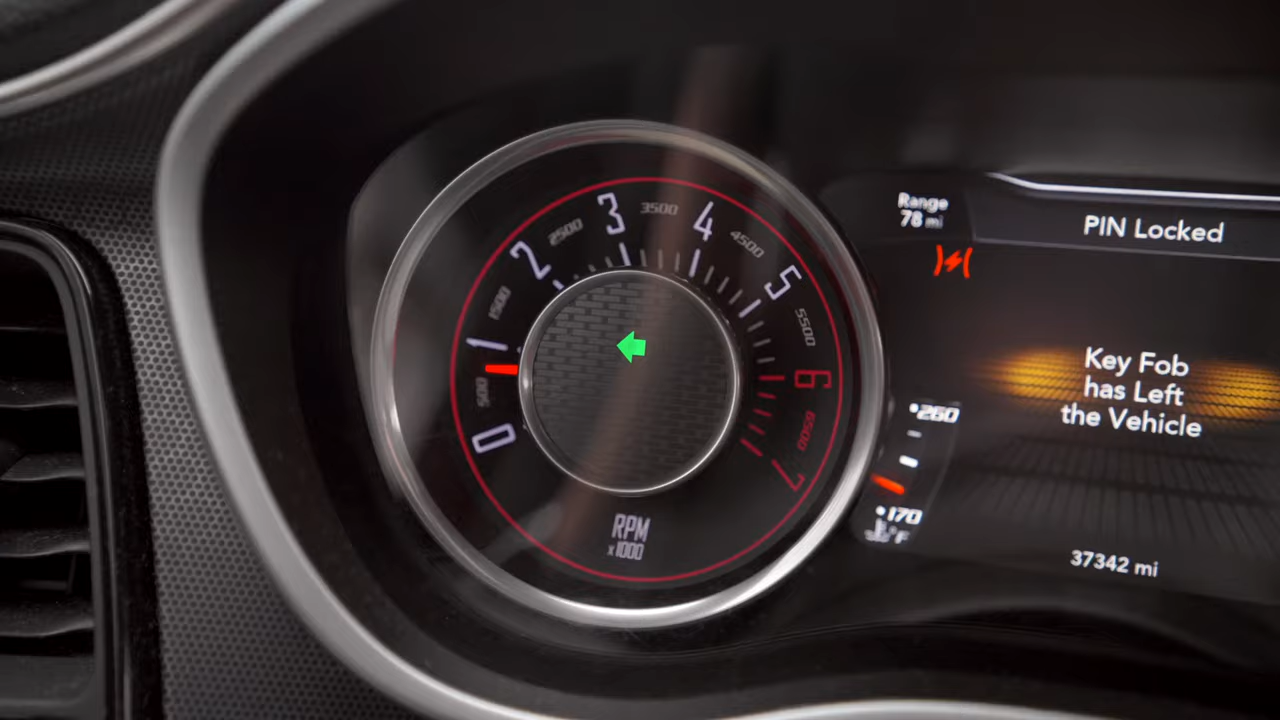 0
500
1
1500
2
2500
3
3500
4
4500
5
5500
6
6500
7
RPM
x1000
Range
78 mi
PIN Locked
Key Fob
has Left
the Vehicle
260
170
°F
37342 mi